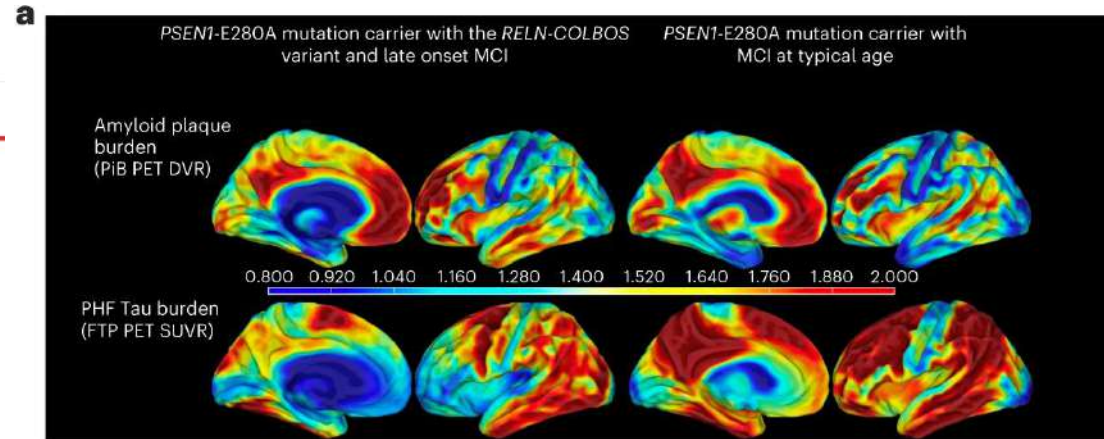 a
PSEN1-E280A mutation carrier with the RELN-COLBOS
variant and late onset MCI
PSEN1-E280A mutation carrier with
MCI at typical age
Amyloid plaque
burden
(PiB PET DVR)
0.800 0.920 1.040 1.160 1.280 1.400 1.520 1.640 1.760 1.880 2.000
PHF Tau burden
(FTP PET SUVR)